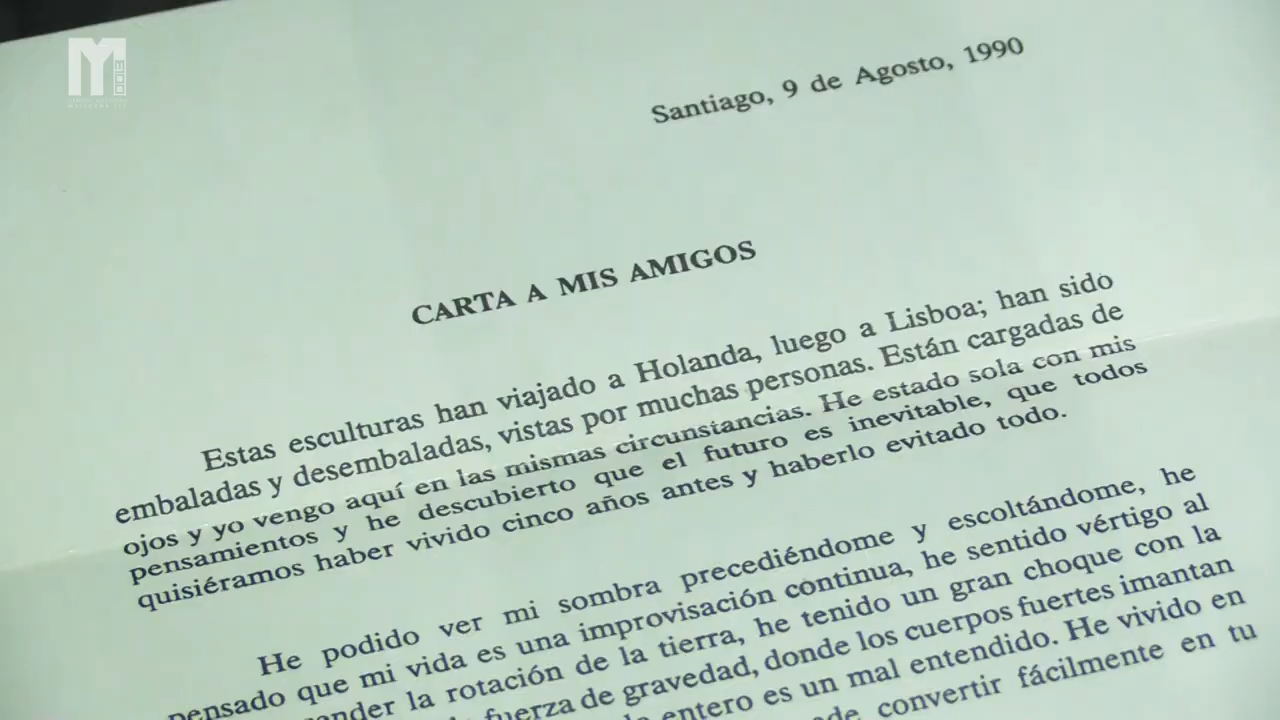 Santiago, 9 de Agosto, 1990
CARTA A MIS AMIGOS
Estas esculturas han viajado a Holanda, luego a Lisboa; han sido
embaladas y desembaladas, vistas por muchas personas. Están cargadas de
ojos y yo vengo aquí en las mismas circunstancias. He estado sola con mis
pensamientos y he descubierto que el futuro es inevitable, que todos
quisiéramos haber vivido cinco años antes y haberlo evitado todo.
He podido ver mi sombra precediéndome y escoltándome, he
pensado que mi vida es una improvisación continua, he sentido vértigo al
la rotación de la tierra, he tenido un gran choque con la
fuerza de gravedad, donde los cuerpos fuertes imantan
entero es un mal entendido. He vivido en
convertir fácilmente en tu